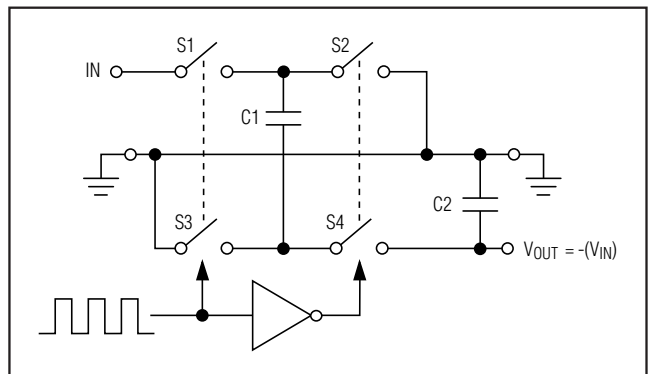 S1
S2
IN
C1
C2
S3
S4
VOUT = -(VIN)